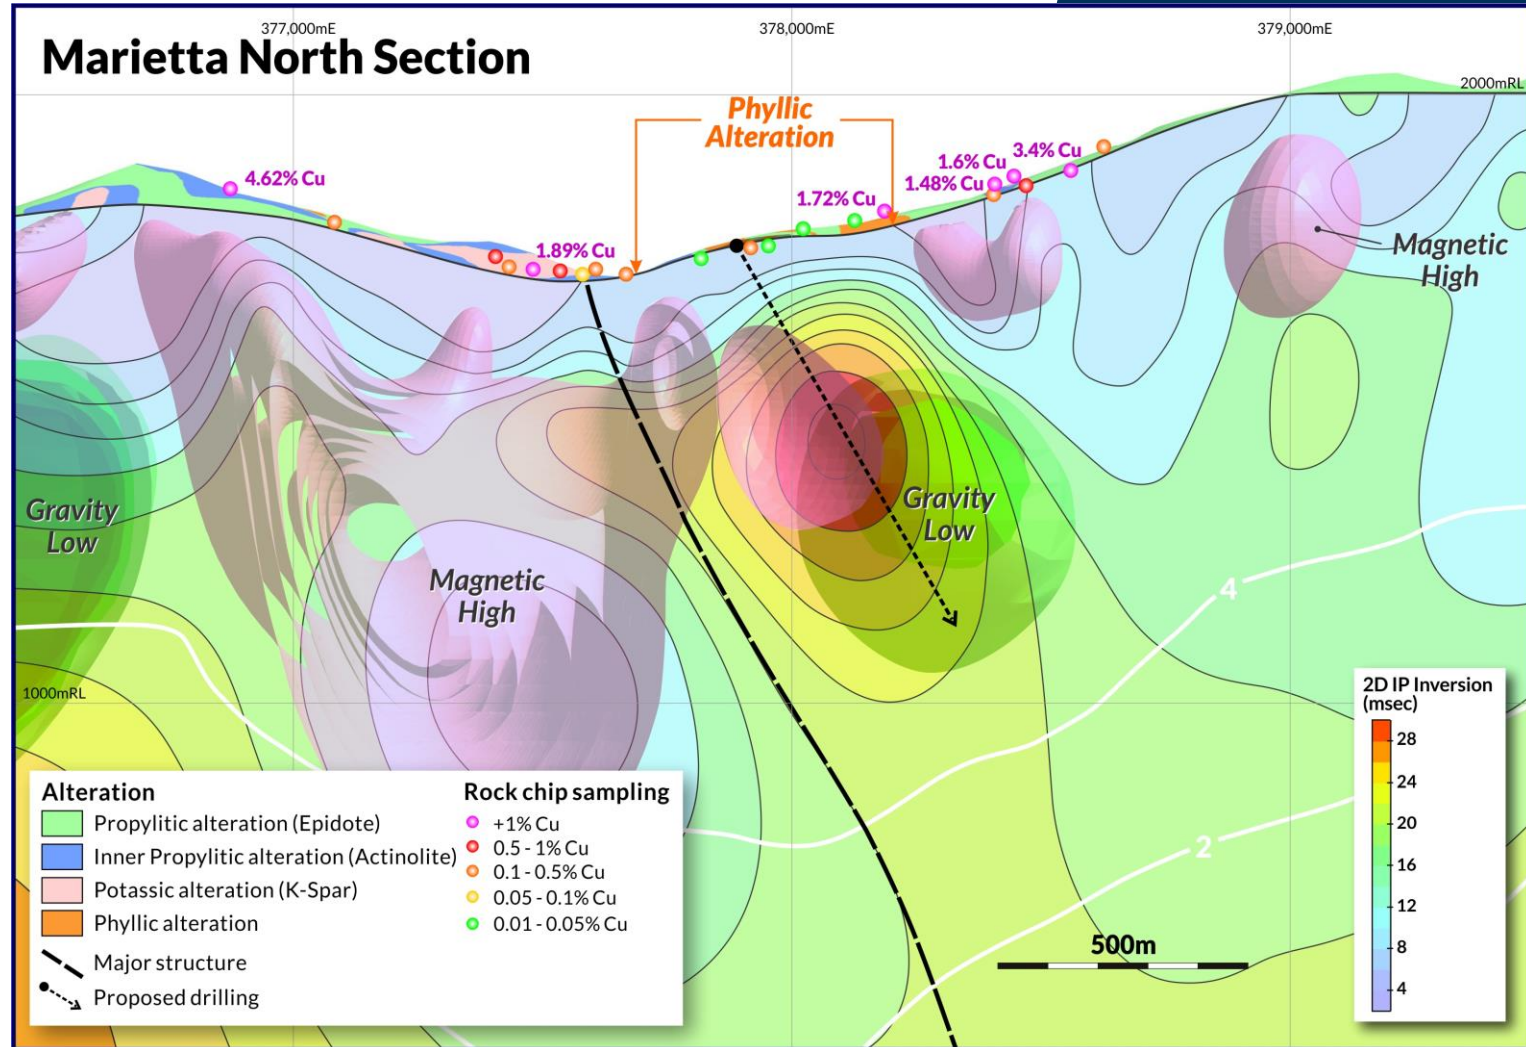 377,000mE
378,000mE
379,000mE
Marietta North Section
2000mRL
Phyllic
Alteration
4.62% Cu
1.89% Cu
1.72% Cu
1.48% Cu
1.6% Cu
3.4% Cu
Magnetic
High
Gravity
Low
Magnetic
High
Gravity
Low
4
2
1000mRL
500m
Alteration
Propylitic alteration (Epidote)
Inner Propylitic alteration (Actinolite)
Potassic alteration (K-Spar)
Phyllic alteration
Major structure
Proposed drilling
Rock chip sampling
+1% Cu
0.5 - 1% Cu
0.1 - 0.5% Cu
0.05 - 0.1% Cu
0.01 - 0.05% Cu
2D IP Inversion
(msec)
28
24
20
16
12
8
4